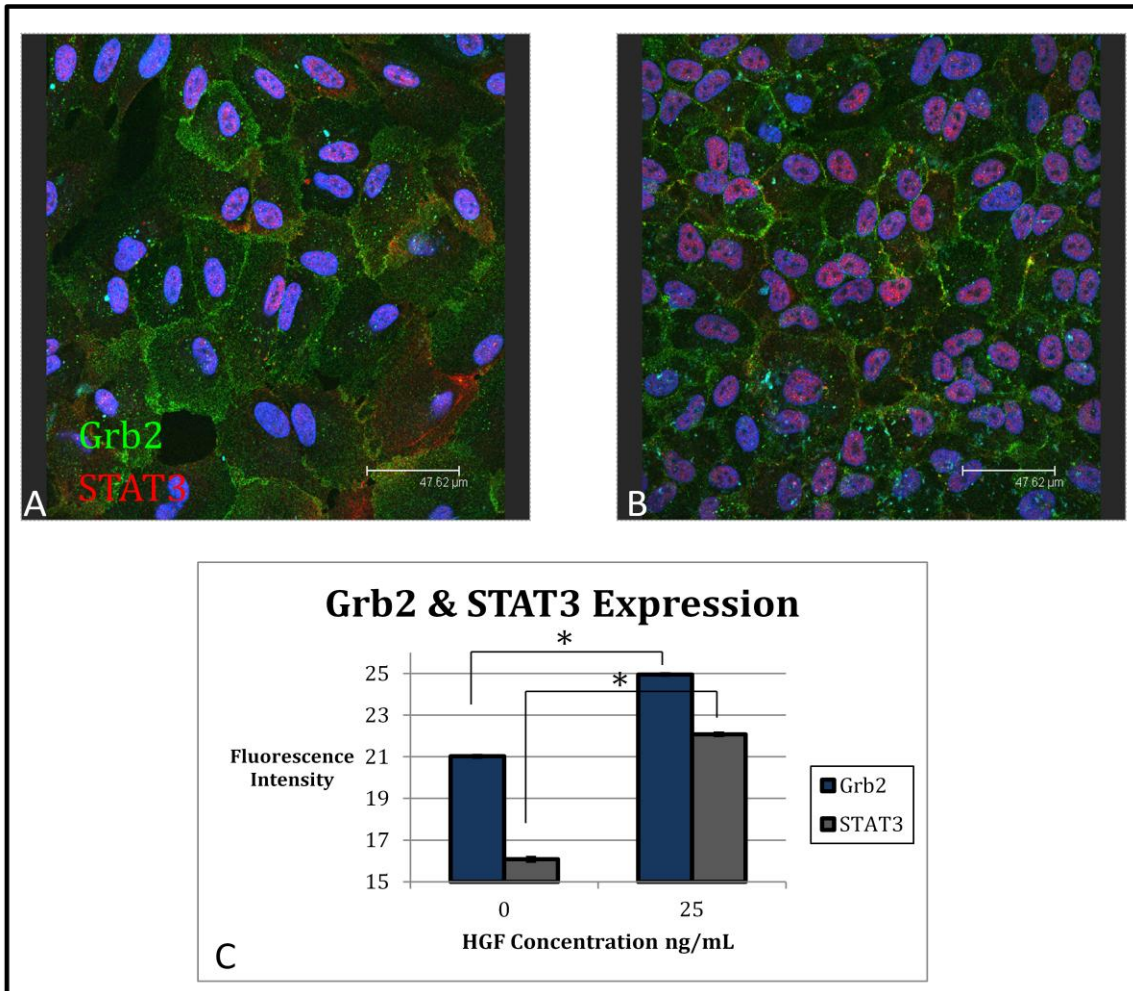 Grb2
STAT3
47.62 µm
A
47.62 µm
B
Grb2 & STAT3 Expression
*
*
25
23
21
19
17
15
Fluorescence
Intensity
Grb2
STAT3
0
25
HGF Concentration ng/mL
C